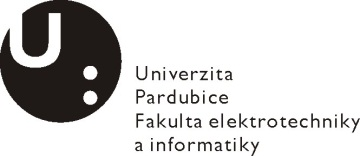 U:
Univerzita
Pardubice
Fakulta elektrotechniky
a informatiky